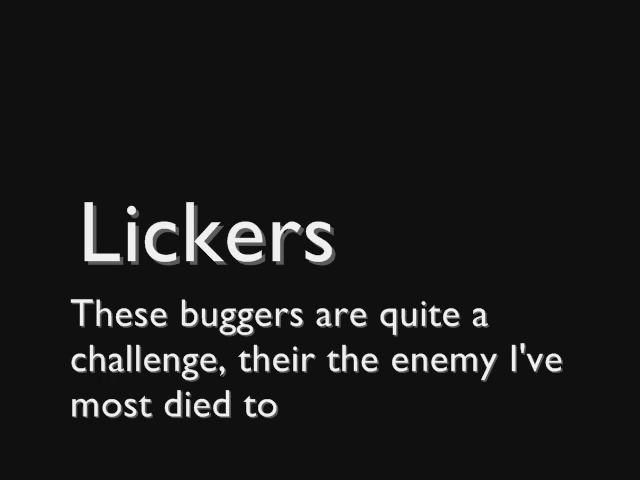 Lickers
These buggers are quite a
challenge, their the enemy I've
most died to